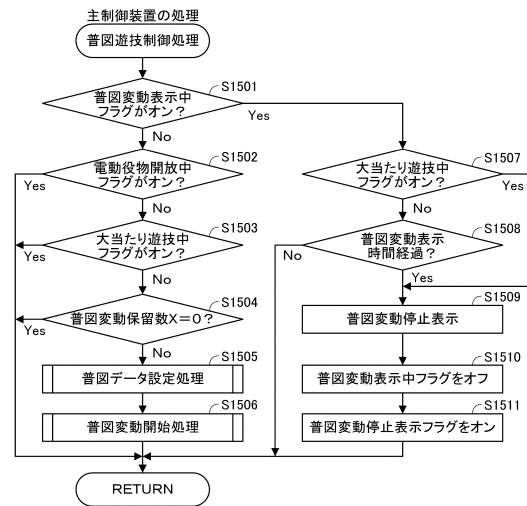 主制御装置の処理
普図遊技制御処理
S1501
普図変動表示中
フラグがオン？
Yes
No
S1502
電動役物開放中
フラグがオン？
Yes
No
S1503
大当たり遊技中
フラグがオン？
Yes
No
S1504
普図変動保留数X＝0？
Yes
No
S1505
普図データ設定処理
S1506
普図変動開始処理
RETURN
S1507
大当たり遊技中
フラグがオン？
Yes
No
S1508
普図変動表示
時間経過？
No
Yes
S1509
普図変動停止表示
S1510
普図変動表示中フラグをオフ
S1511
普図変動停止表示フラグをオン